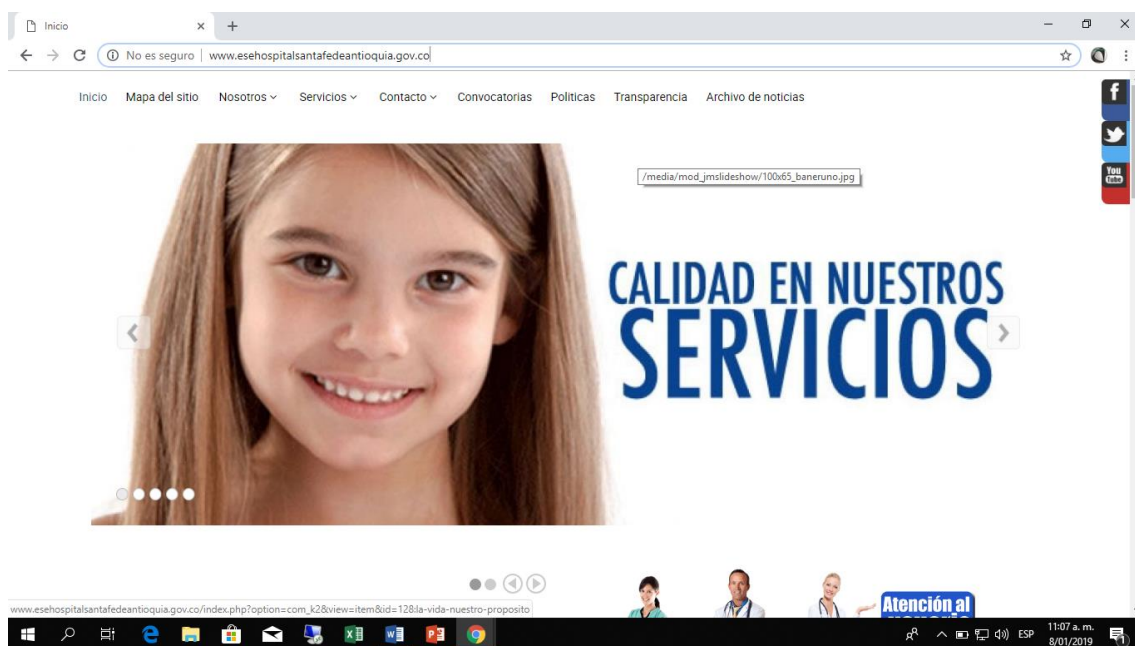 Inicio
No es seguro
www.esehospitalsantafedeantioquia.gov.co
Inicio Mapa del sitio Nosotros Servicios Contacto Convocatorias Politicas Transparencia Archivo de noticias
f
/media/mod_jmslideshow/100x65_baneruno.jpg
You
Tube
CALIDAD EN NUESTROS
SERVICIOS
Atención al
www.esehospitalsantafedeantioquia.gov.co/index.php?option=com_k2&view=item&id=128:la-vida-nuestro-proposito
ESP
11:07 a. m.
8/01/2019